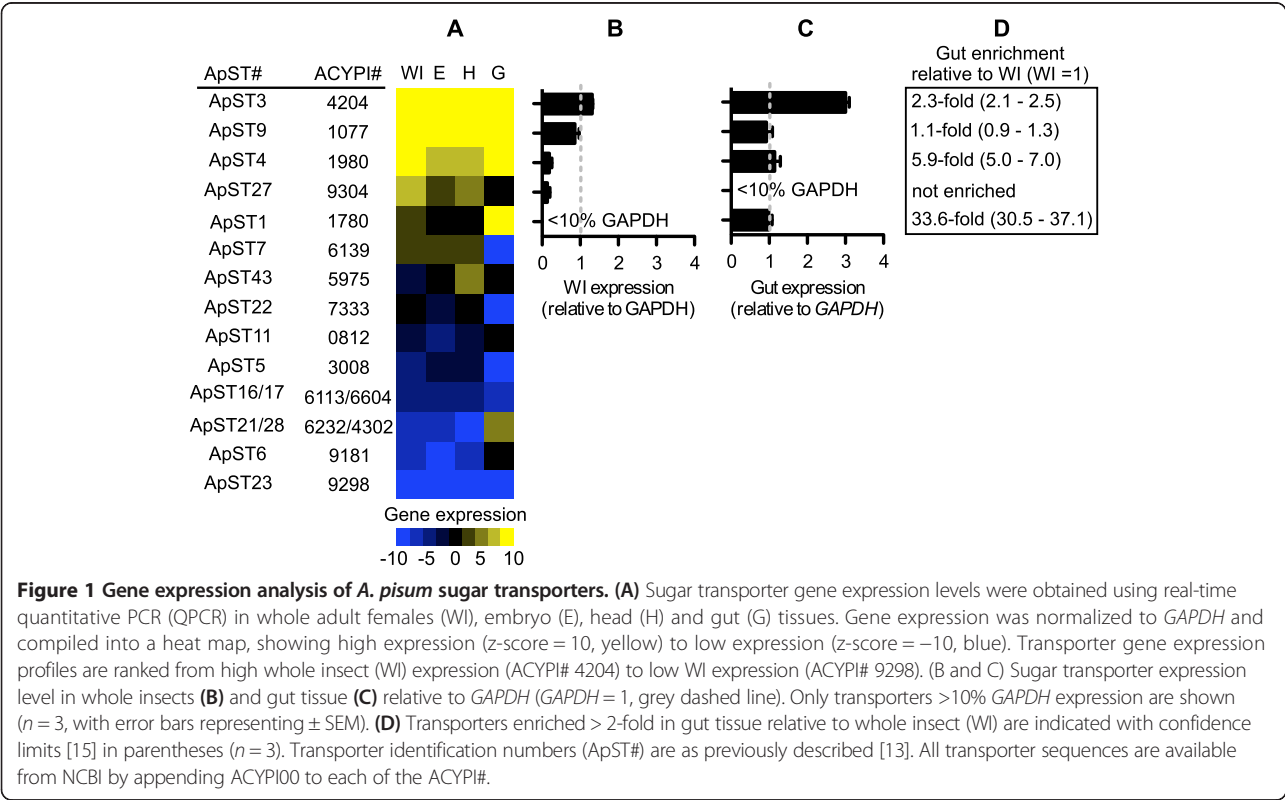 A B C D
Gut enrichment
relative to WI (WI =1)
ApST# ACYPI# WI E H G
ApST3 4204 2.3-fold (2.1 - 2.5)
ApST9 1077 1.1-fold (0.9 - 1.3)
ApST4 1980 5.9-fold (5.0 - 7.0)
ApST27 9304 <10% GAPDH not enriched
ApST1 1780 <10% GAPDH 33.6-fold (30.5 - 37.1)
ApST7 6139
0 1 2 3 4 0 1 2 3 4
ApST43 5975
WI expression Gut expression
(relative to GAPDH) (relative to GAPDH)
ApST22 7333
ApST11 0812
ApST5 3008
ApST16/17 6113/6604
ApST21/28 6232/4302
ApST6 9181
ApST23 9298
Gene expression
-10 -5 0 5 10
Figure 1 Gene expression analysis of A. pisum sugar transporters. (A) Sugar transporter gene expression levels were obtained using real-time
quantitative PCR (QPCR) in whole adult females (WI), embryo (E), head (H) and gut (G) tissues. Gene expression was normalized to GAPDH and
compiled into a heat map, showing high expression (z-score = 10, yellow) to low expression (z-score = −10, blue). Transporter gene expression
profiles are ranked from high whole insect (WI) expression (ACYPI# 4204) to low WI expression (ACYPI# 9298). (B and C) Sugar transporter expression
level in whole insects (B) and gut tissue (C) relative to GAPDH (GAPDH = 1, grey dashed line). Only transporters >10% GAPDH expression are shown
(n = 3, with error bars representing ± SEM). (D) Transporters enriched > 2-fold in gut tissue relative to whole insect (WI) are indicated with confidence
limits [15] in parentheses (n = 3). Transporter identification numbers (ApST#) are as previously described [13]. All transporter sequences are available
from NCBI by appending ACYPI00 to each of the ACYPI#.